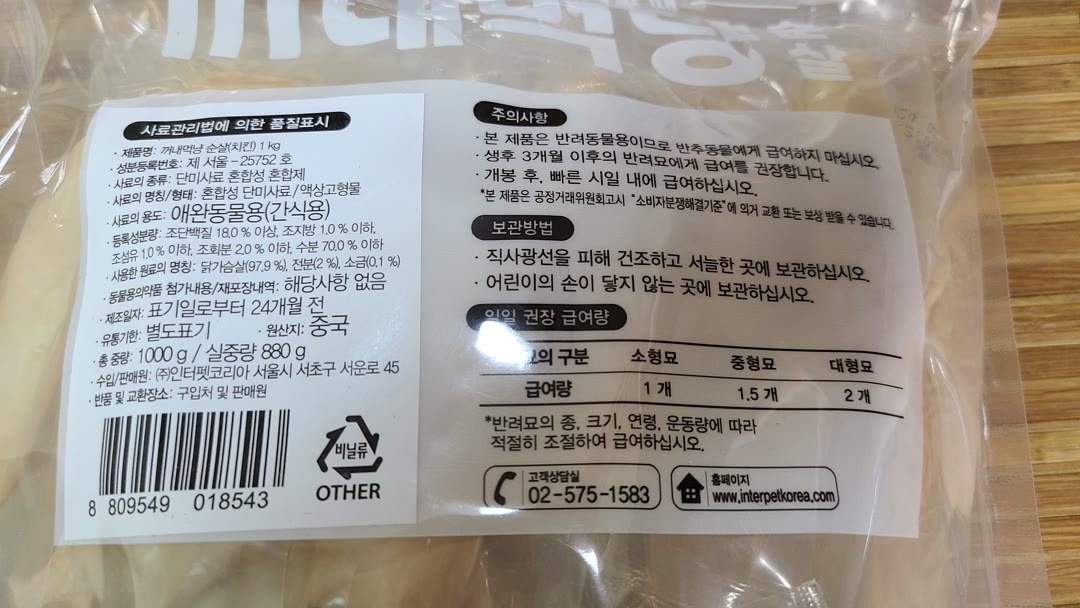 꺼내먹냥
순살
사료관리법에 의한 품질표시
· 제품명: 꺼내먹냥 순살(치킨) 1 kg
· 성분등록번호: 제 서울 – 25752 호
· 사료의 종류: 단미사료 혼합성 혼합제
· 사료의 명칭/형태: 혼합성 단미사료 / 액상고형물
· 사료의 용도: 애완동물용(간식용)
· 등록성분량: 조단백질 18.0 % 이상, 조지방 1.0 % 이하,
조섬유 1.0 % 이하, 조회분 2.0 % 이하, 수분 70.0 % 이하
· 사용한 원료의 명칭: 닭가슴살(97.9 %), 전분(2 %), 소금(0.1 %)
· 동물용의약품 첨가내용/재포장내역: 해당사항 없음
· 제조일자: 표기일로부터 24개월 전
· 유통기한: 별도표기 · 원산지: 중국
· 총 중량: 1000 g / 실중량 880 g
· 수입/판매원: ㈜인터펫코리아 서울시 서초구 서운로 45
· 반품 및 교환장소: 구입처 및 판매원
8 809549 018543
비닐류
OTHER
주의사항
· 본 제품은 반려동물용이므로 반추동물에게 급여하지 마십시오.
· 생후 3개월 이후의 반려묘에게 급여를 권장합니다.
· 개봉 후, 빠른 시일 내에 급여하십시오.
*본 제품은 공정거래위원회고시 "소비자분쟁해결기준" 에 의거 교환 또는 보상 받을 수 있습니다.
보관방법
· 직사광선을 피해 건조하고 서늘한 곳에 보관하십시오.
· 어린이의 손이 닿지 않는 곳에 보관하십시오.
일일 권장 급여량
구분 소형묘 중형묘 대형묘
급여량 1 개 1.5 개 2 개
*반려묘의 종, 크기, 연령, 운동량에 따라
적절히 조절하여 급여하십시오.
고객상담실
02-575-1583
홈페이지
www.interpetkorea.com